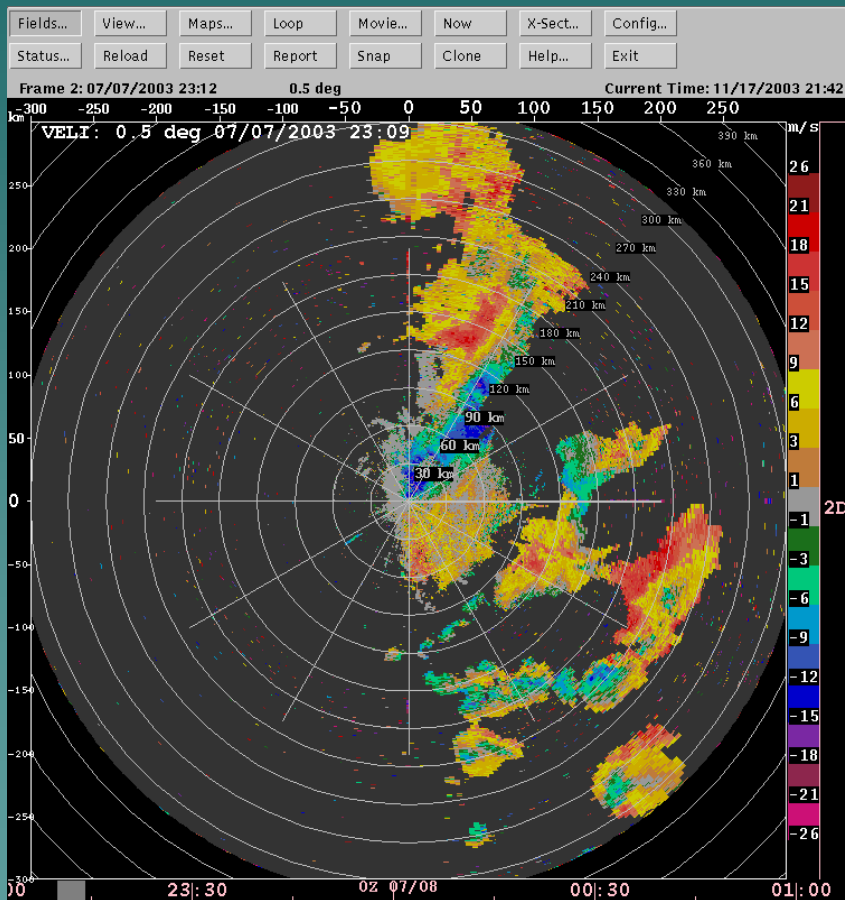 Fields... View... Maps... Loop Movie... Now X-Sect... Config...
Status... Reload Reset Report Snap Clone Help... Exit
Frame 2: 07/07/2003 23:12 0.5 deg Current Time: 11/17/2003 21:42
km -300 -250 -200 -150 -100 -50 0 50 100 150 200 250 m/s
VELI: 0.5 deg 07/07/2003 23:09
390 km
360 km
330 km
300 km
270 km
240 km
210 km
180 km
150 km
120 km
90 km
60 km
30 km
250
200
150
100
50
0
-50
-100
-150
-200
-250
-300
26
21
18
15
12
9
6
3
1
-1
-3
-6
-9
-12
-15
-18
-21
-26
2D
00 23:30 0Z 07/08 00:30 01:00